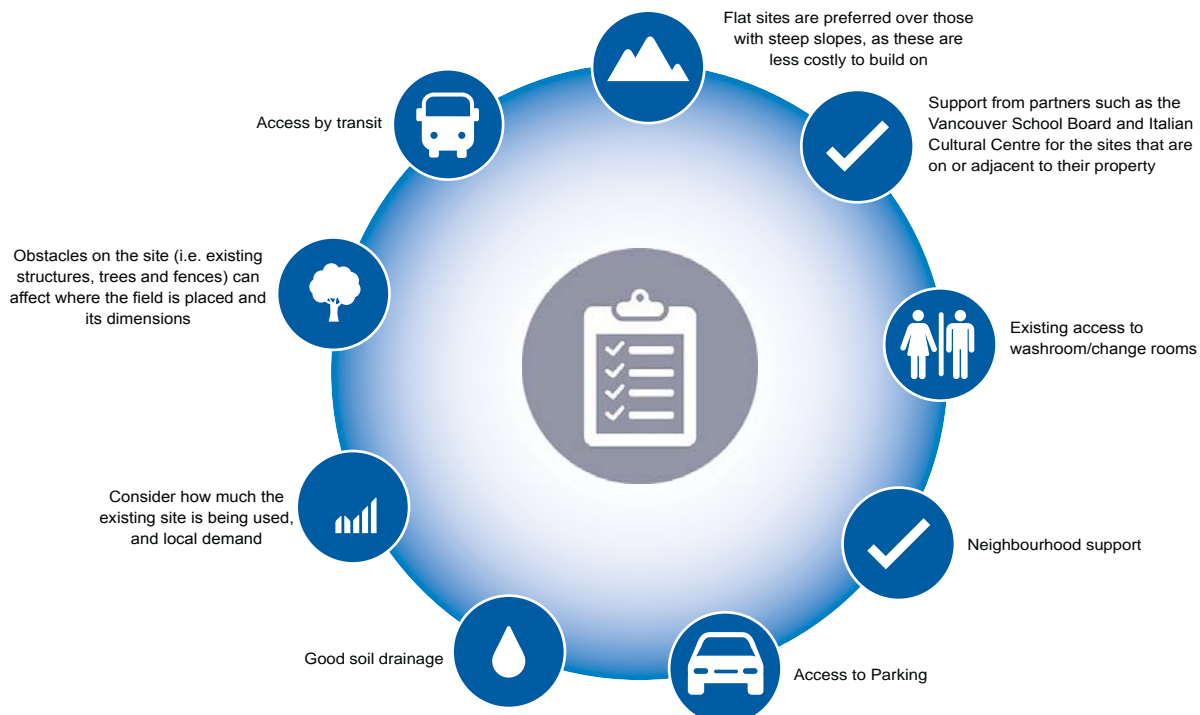 Flat sites are preferred over those
with steep slopes, as these are
less costly to build on
Support from partners such as the
Vancouver School Board and Italian
Cultural Centre for the sites that are
on or adjacent to their property
Existing access to
washroom/change rooms
Neighbourhood support
Access to Parking
Good soil drainage
Consider how much the
existing site is being used,
and local demand
Obstacles on the site (i.e. existing
structures, trees and fences) can
affect where the field is placed and
its dimensions
Access by transit